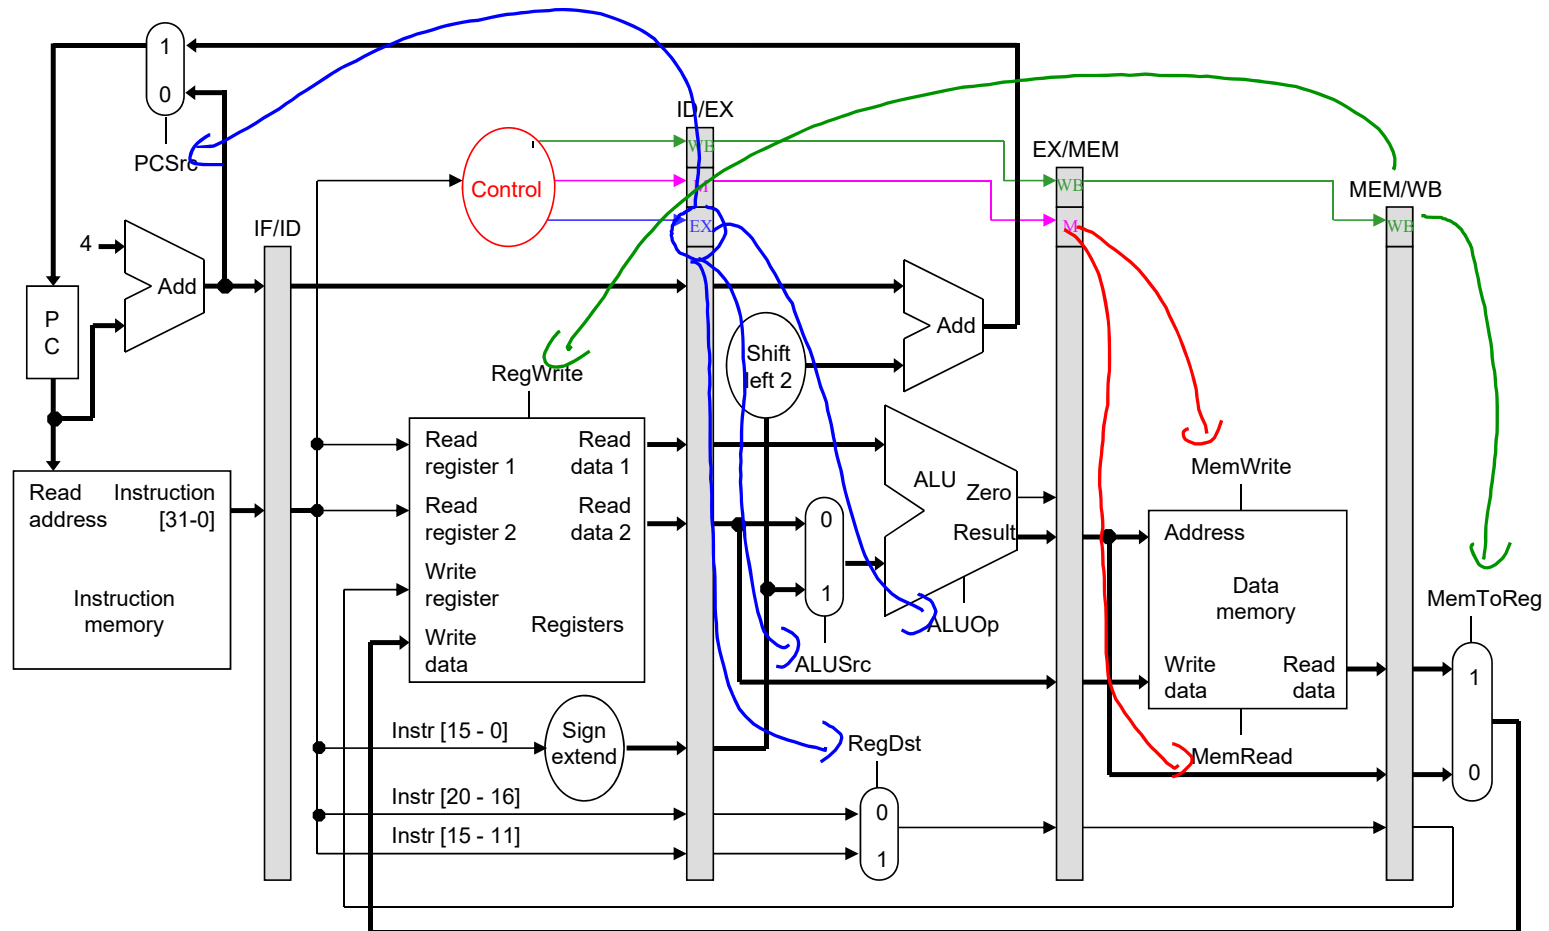 1
0
PCSrc
ID/EX
WB
M
EX
Control
EX/MEM
WB
M
MEM/WB
WB
4
Add
IF/ID
P
C
Add
Shift
left 2
RegWrite
Read
register 1
Read
data 1
Read
register 2
Read
data 2
Write
register
Write
data
Registers
Read
address
Instruction
[31-0]
Instruction
memory
ALU
Zero
Result
ALUOp
0
1
ALUSrc
MemWrite
Address
Data
memory
Write
data
Read
data
MemRead
MemToReg
1
0
Instr [15 - 0]
Sign
extend
RegDst
Instr [20 - 16]
Instr [15 - 11]
0
1